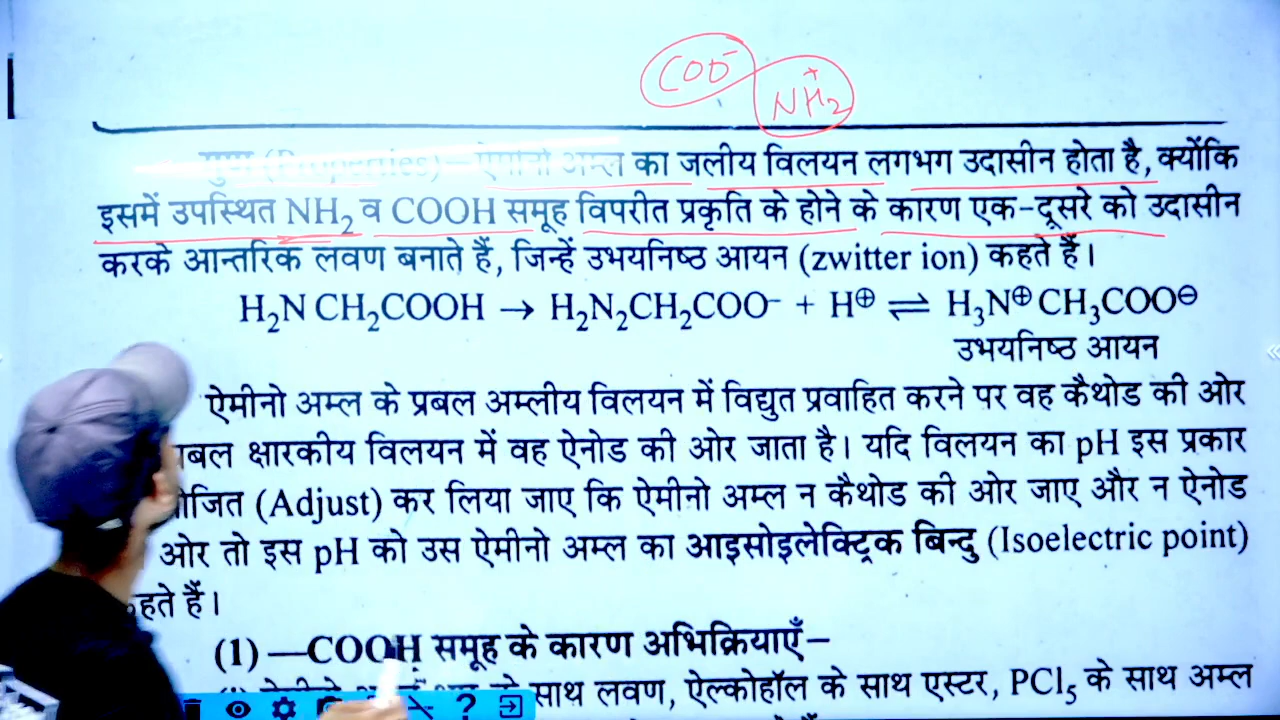 COO⁻ NH₂⁺
गुण (Properties)– ऐमीनो अम्ल का जलीय विलयन लगभग उदासीन होता है, क्योंकि
इसमें उपस्थित NH₂ व COOH समूह विपरीत प्रकृति के होने के कारण एक-दूसरे को उदासीन
करके आन्तरिक लवण बनाते हैं, जिन्हें उभयनिष्ठ आयन (zwitter ion) कहते हैं।
H₂N CH₂COOH → H₂N₂CH₂COO⁻ + H⊕ ⇌ H₃N⊕ CH₃COO⊖
उभयनिष्ठ आयन
ऐमीनो अम्ल के प्रबल अम्लीय विलयन में विद्युत प्रवाहित करने पर वह कैथोड की ओर
क्षारकीय विलयन में वह ऐनोड की ओर जाता है। यदि विलयन का pH इस प्रकार
(Adjust) कर लिया जाए कि ऐमीनो अम्ल न कैथोड की ओर जाए और न ऐनोड
ओर तो इस pH को उस ऐमीनो अम्ल का आइसोइलेक्ट्रिक बिन्दु (Isoelectric point)
हते हैं।
(1) —COOH समूह के कारण अभिक्रियाएँ–
साथ लवण, ऐल्कोहॉल के साथ एस्टर, PCl₅ के साथ अम्ल